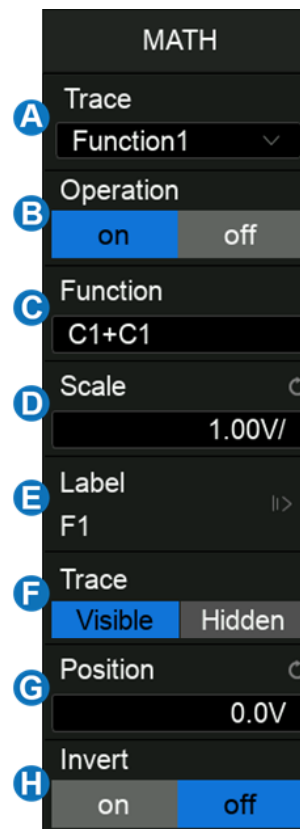 MATH
A Trace
Function1
B Operation
on off
C Function
C1+C1
D Scale
1.00V/
E Label
F1
F Trace
Visible Hidden
G Position
0.0V
H Invert
on off